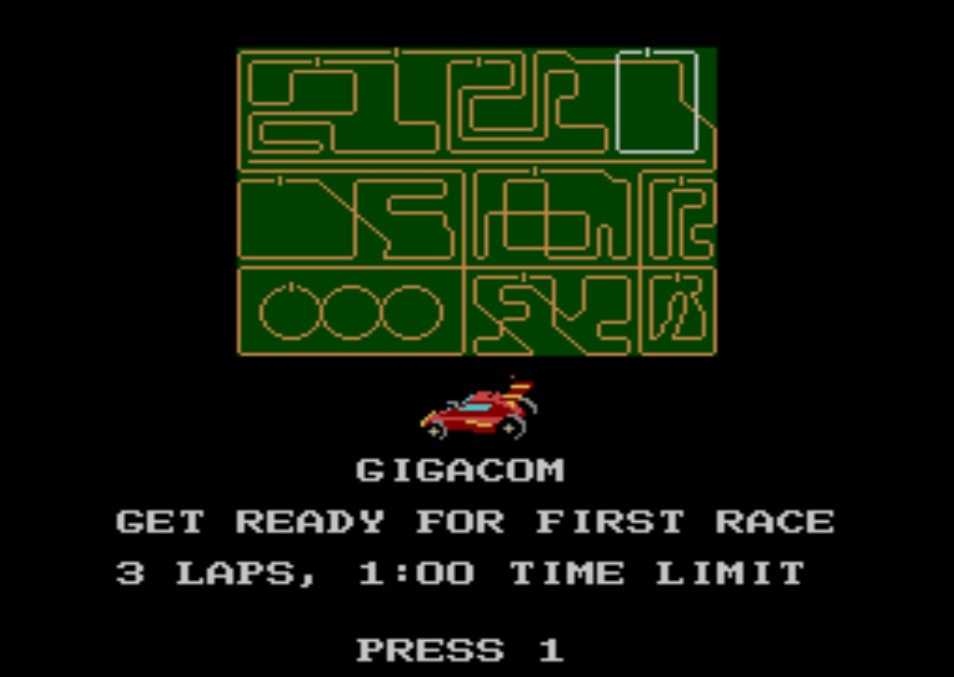 GIGACOM
GET READY FOR FIRST RACE
3 LAPS, 1:00 TIME LIMIT
PRESS 1